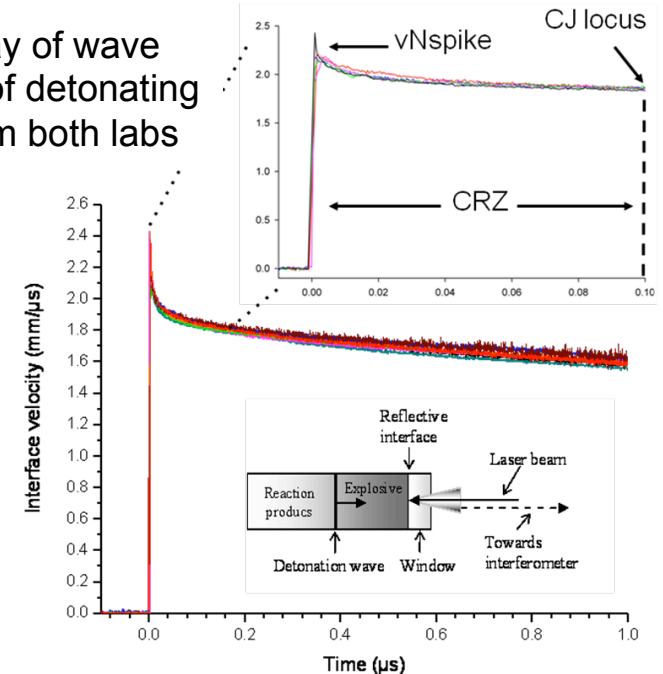 ay of wave
of detonating
m both labs
vNspike
CJ locus
CRZ
2.5
2.0
1.5
1.0
0.5
0.0
0.00 0.02 0.04 0.06 0.08 0.10
Interface velocity (mm/µs)
2.6
2.4
2.2
2.0
1.8
1.6
1.4
1.2
1.0
0.8
0.6
0.4
0.2
0.0
Reflective
interface
Laser beam
Explosive
Reaction
producs
Towards
interferometer
Detonation wave
Window
0.0 0.2 0.4 0.6 0.8 1.0
Time (µs)